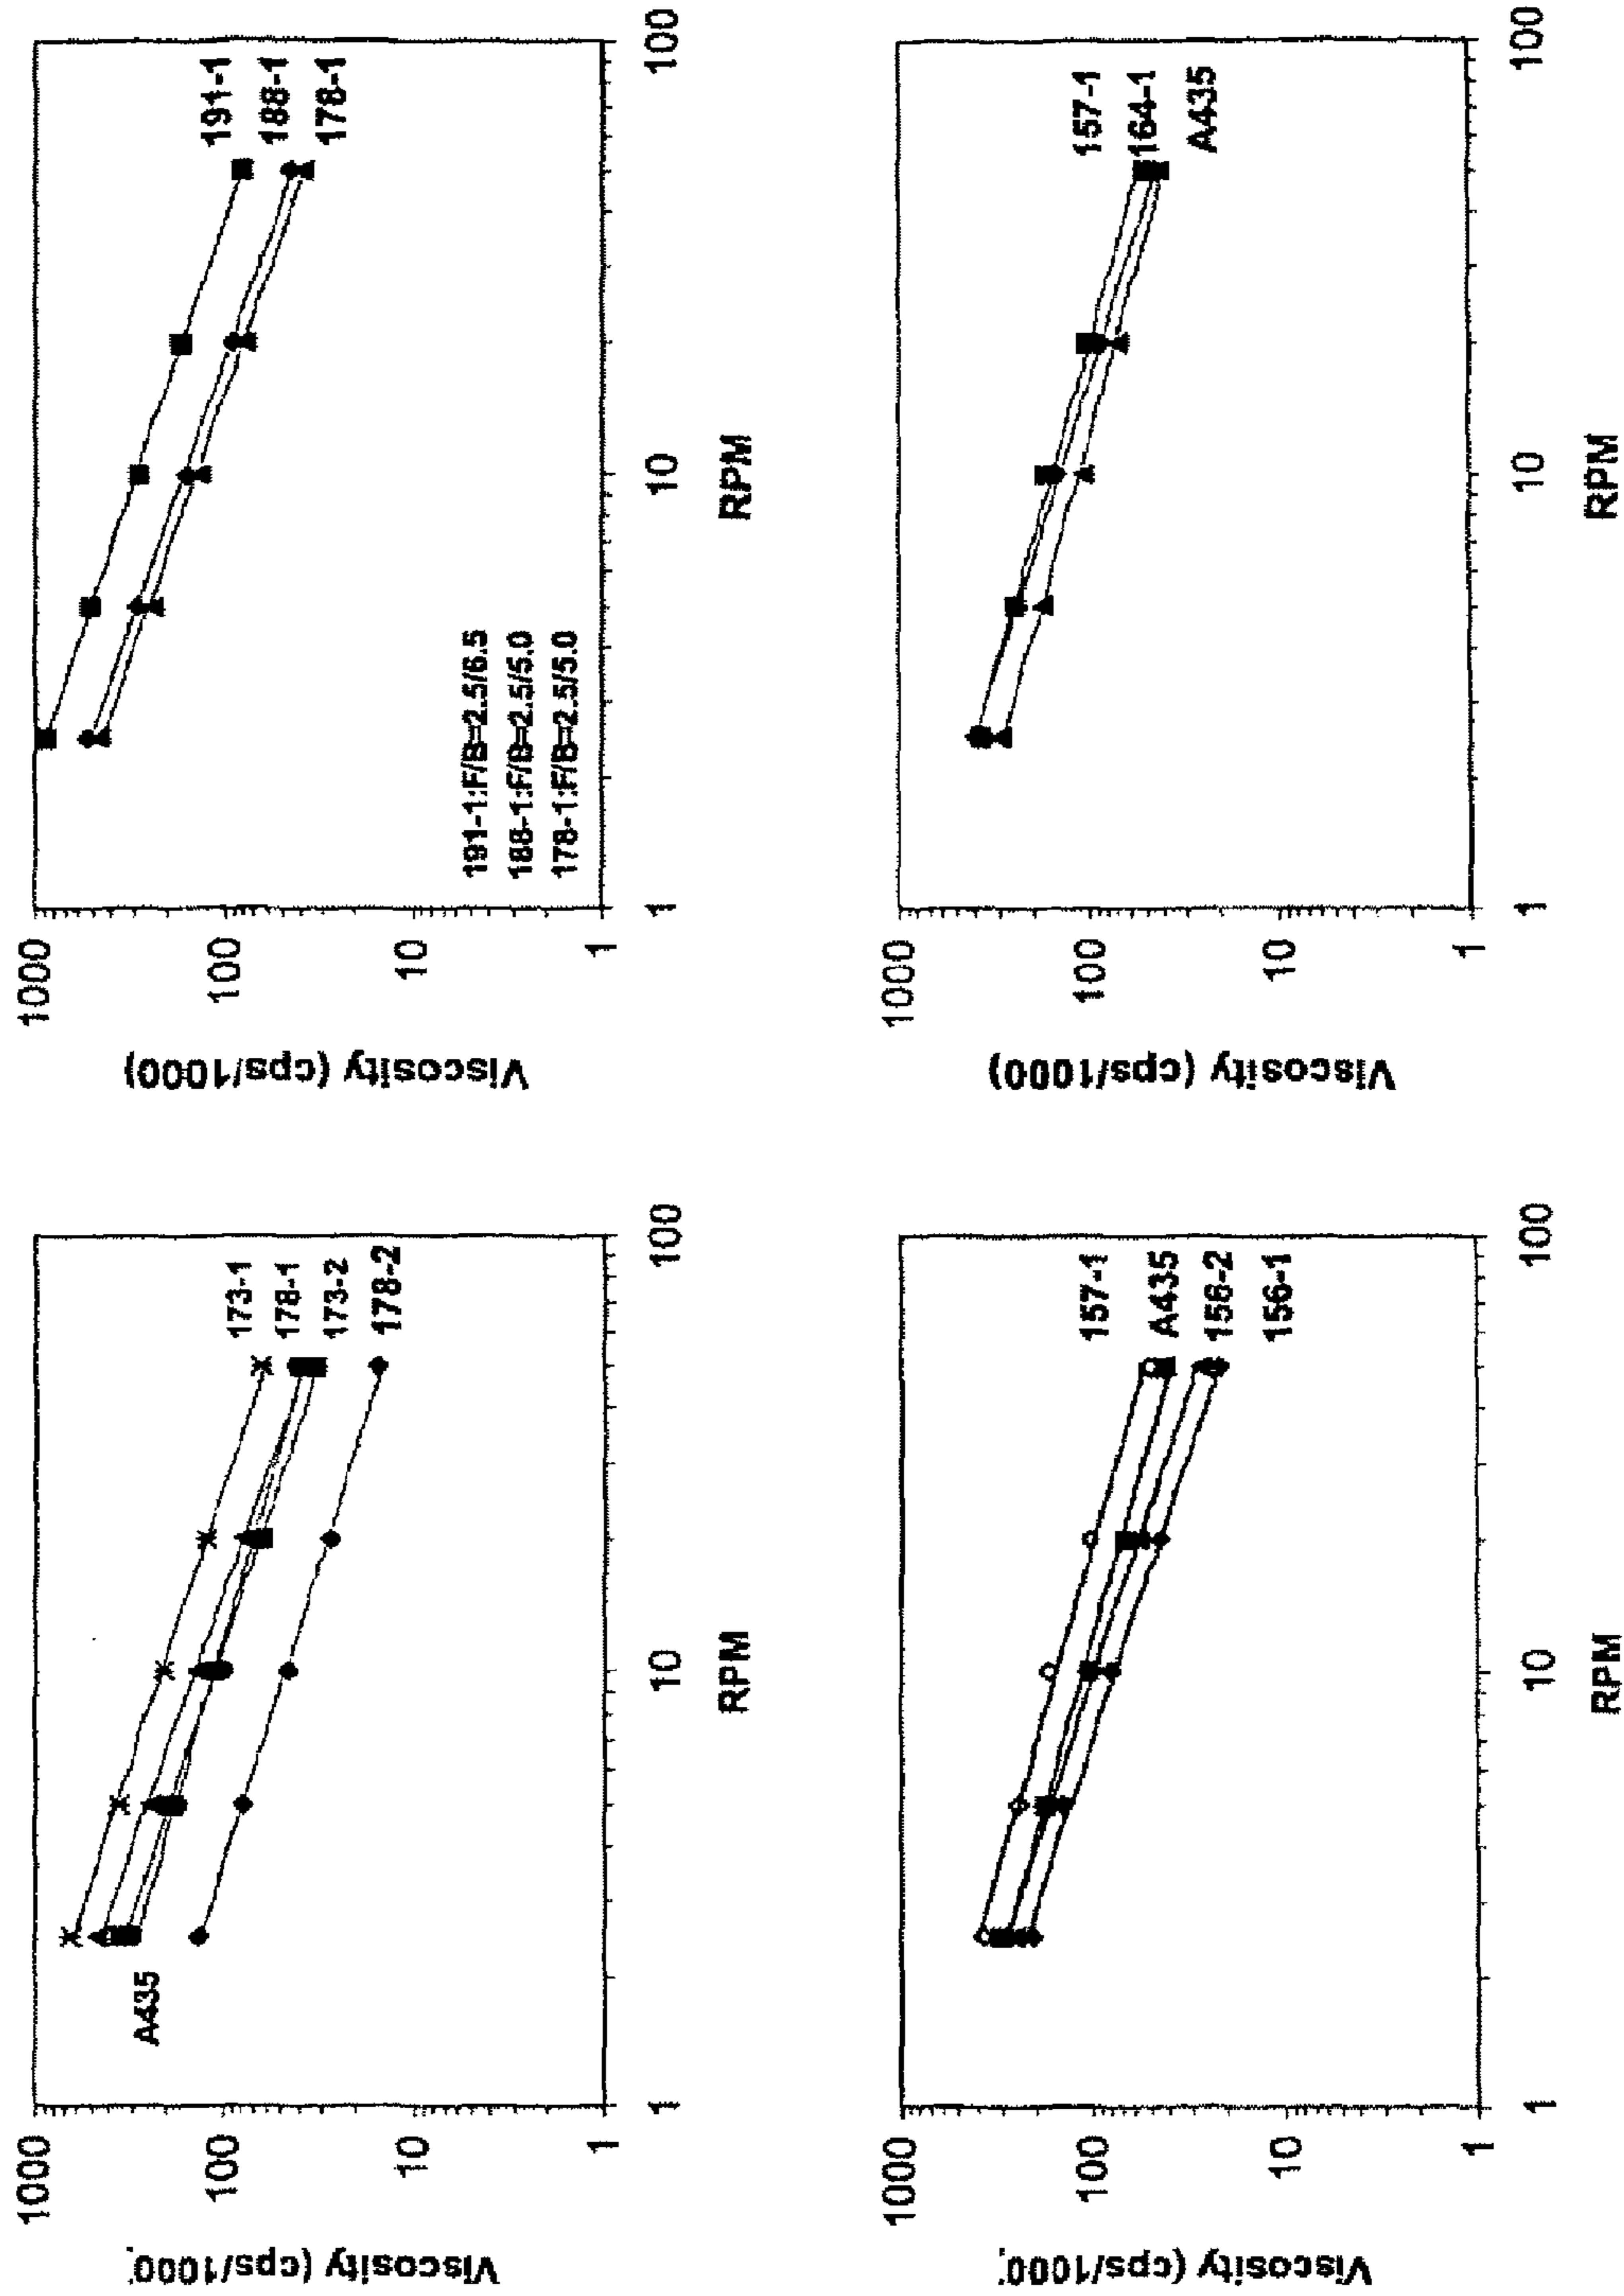 Viscosity (cps/1000)
1000
100
10
1
A435
173-1
178-1
173-2
178-2
1
10
100
RPM
Viscosity (cps/1000)
1000
100
10
1
191-1
188-1
178-1
191-1:F/B=2.5/6.5
188-1:F/B=2.5/5.0
178-1:F/B=2.5/5.0
1
10
100
RPM
Viscosity (cps/1000)
1000
100
10
1
157-1
A435
156-2
156-1
1
10
100
RPM
Viscosity (cps/1000)
1000
100
10
1
157-1
164-1
A435
1
10
100
RPM